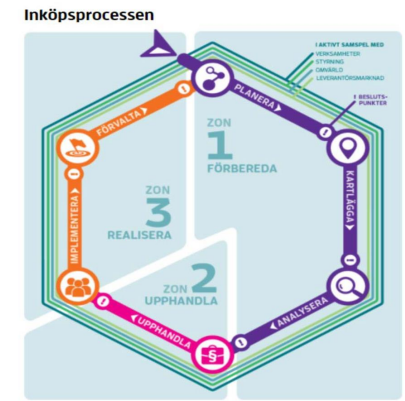 Inköpsprocessen
I AKTIVT SAMSPEL MED
VERKSAMHETER
STYRNING
OMVÄRLD
LEVERANTÖRSMARKNAD
! BESLUTS-
PUNKTER
PLANERA
KARTLÄGGA
ANALYSERA
UPPHANDLA
IMPLEMENTERA
FÖRVALTA
ZON
1
FÖRBEREDA
ZON
2
UPPHANDLA
ZON
3
REALISERA
§